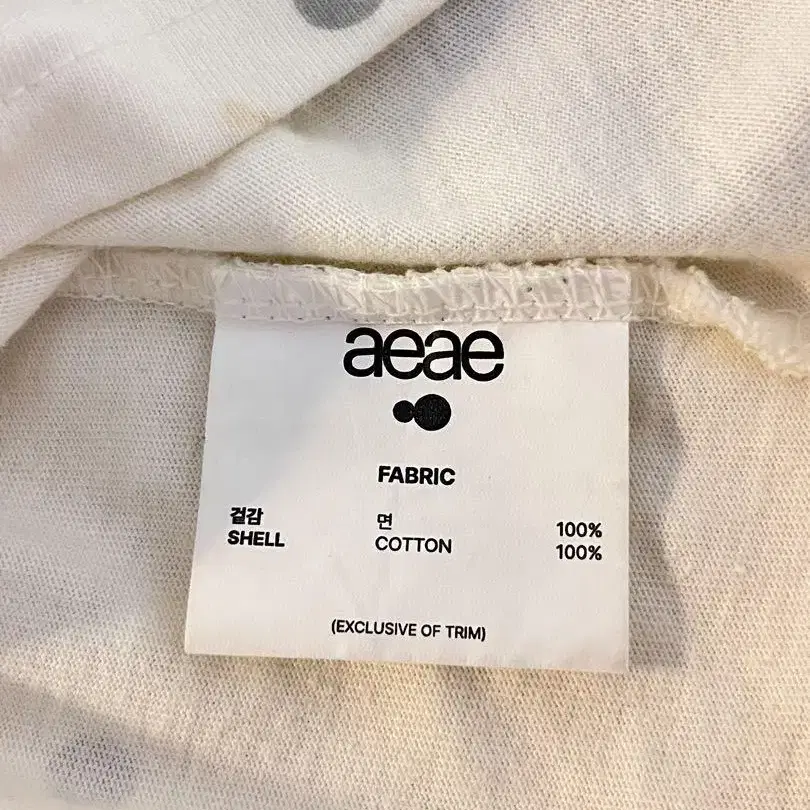 aeae
FABRIC
겉감 면 100%
SHELL COTTON 100%
(EXCLUSIVE OF TRIM)